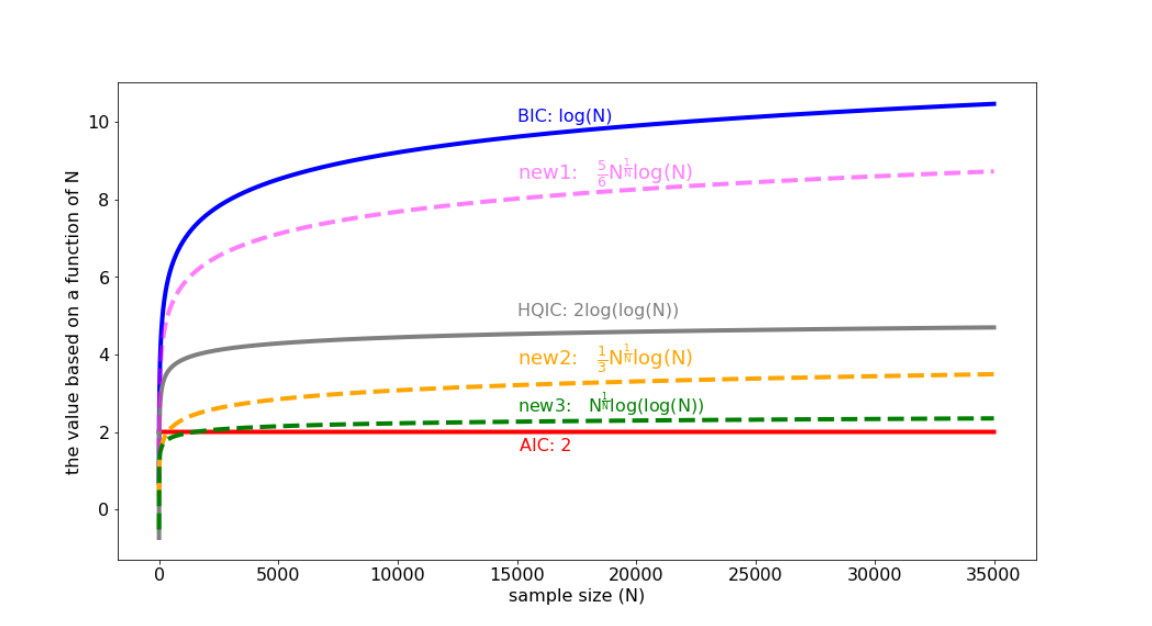 10
8
6
4
2
0
the value based on a function of N
BIC: log(N)
new1: 5/6 N^(1/N) log(N)
HQIC: 2log(log(N))
new2: 1/3 N^(1/N) log(N)
new3: N^(1/N) log(log(N))
AIC: 2
0 5000 10000 15000 20000 25000 30000 35000
sample size (N)